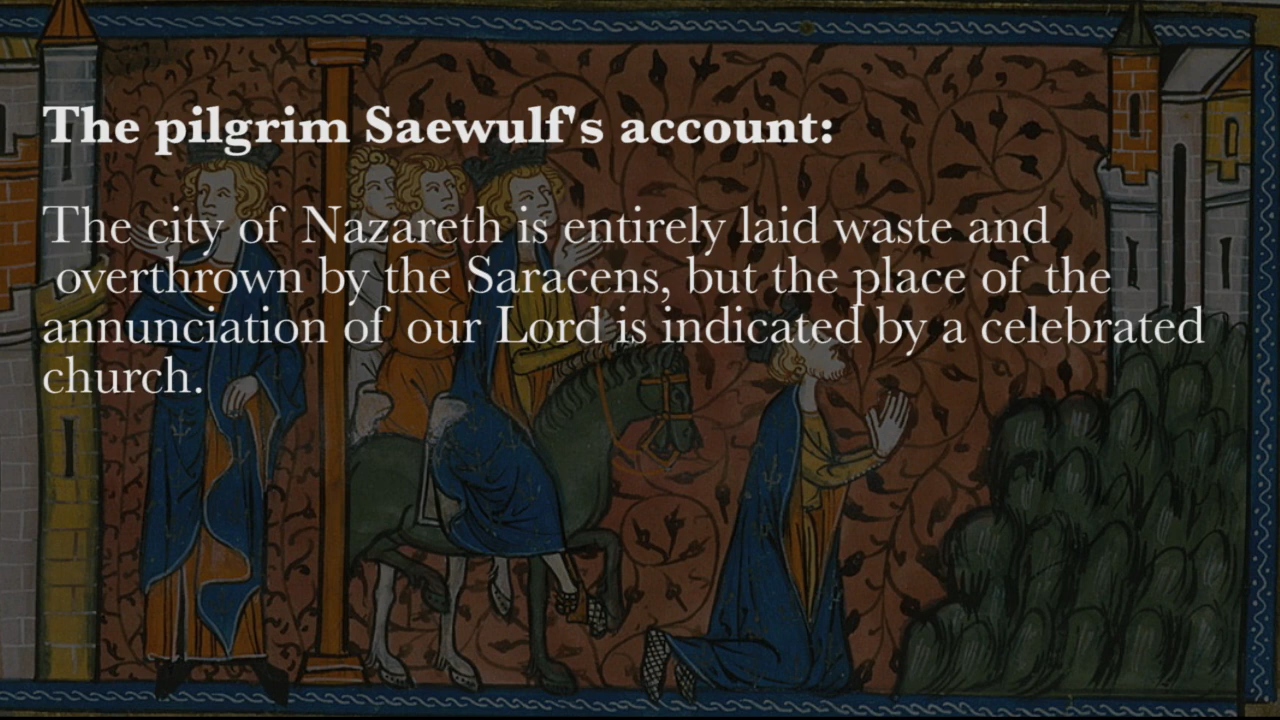 The pilgrim Saewulf's account:
The city of Nazareth is entirely laid waste and
overthrown by the Saracens, but the place of the
annunciation of our Lord is indicated by a celebrated
church.